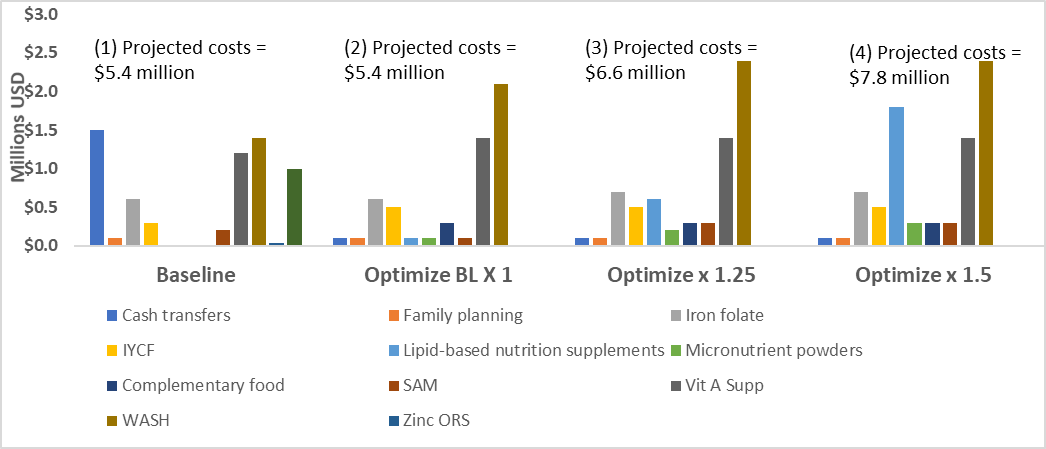 $3.0
$2.5
$2.0
$1.5
$1.0
$0.5
$0.0
Millions USD
(1) Projected costs =
$5.4 million
(2) Projected costs =
$5.4 million
(3) Projected costs =
$6.6 million
(4) Projected costs =
$7.8 million
Baseline
Optimize BL X 1
Optimize x 1.25
Optimize x 1.5
Cash transfers
Family planning
Iron folate
IYCF
Lipid-based nutrition supplements
Micronutrient powders
Complementary food
SAM
Vit A Supp
WASH
Zinc ORS